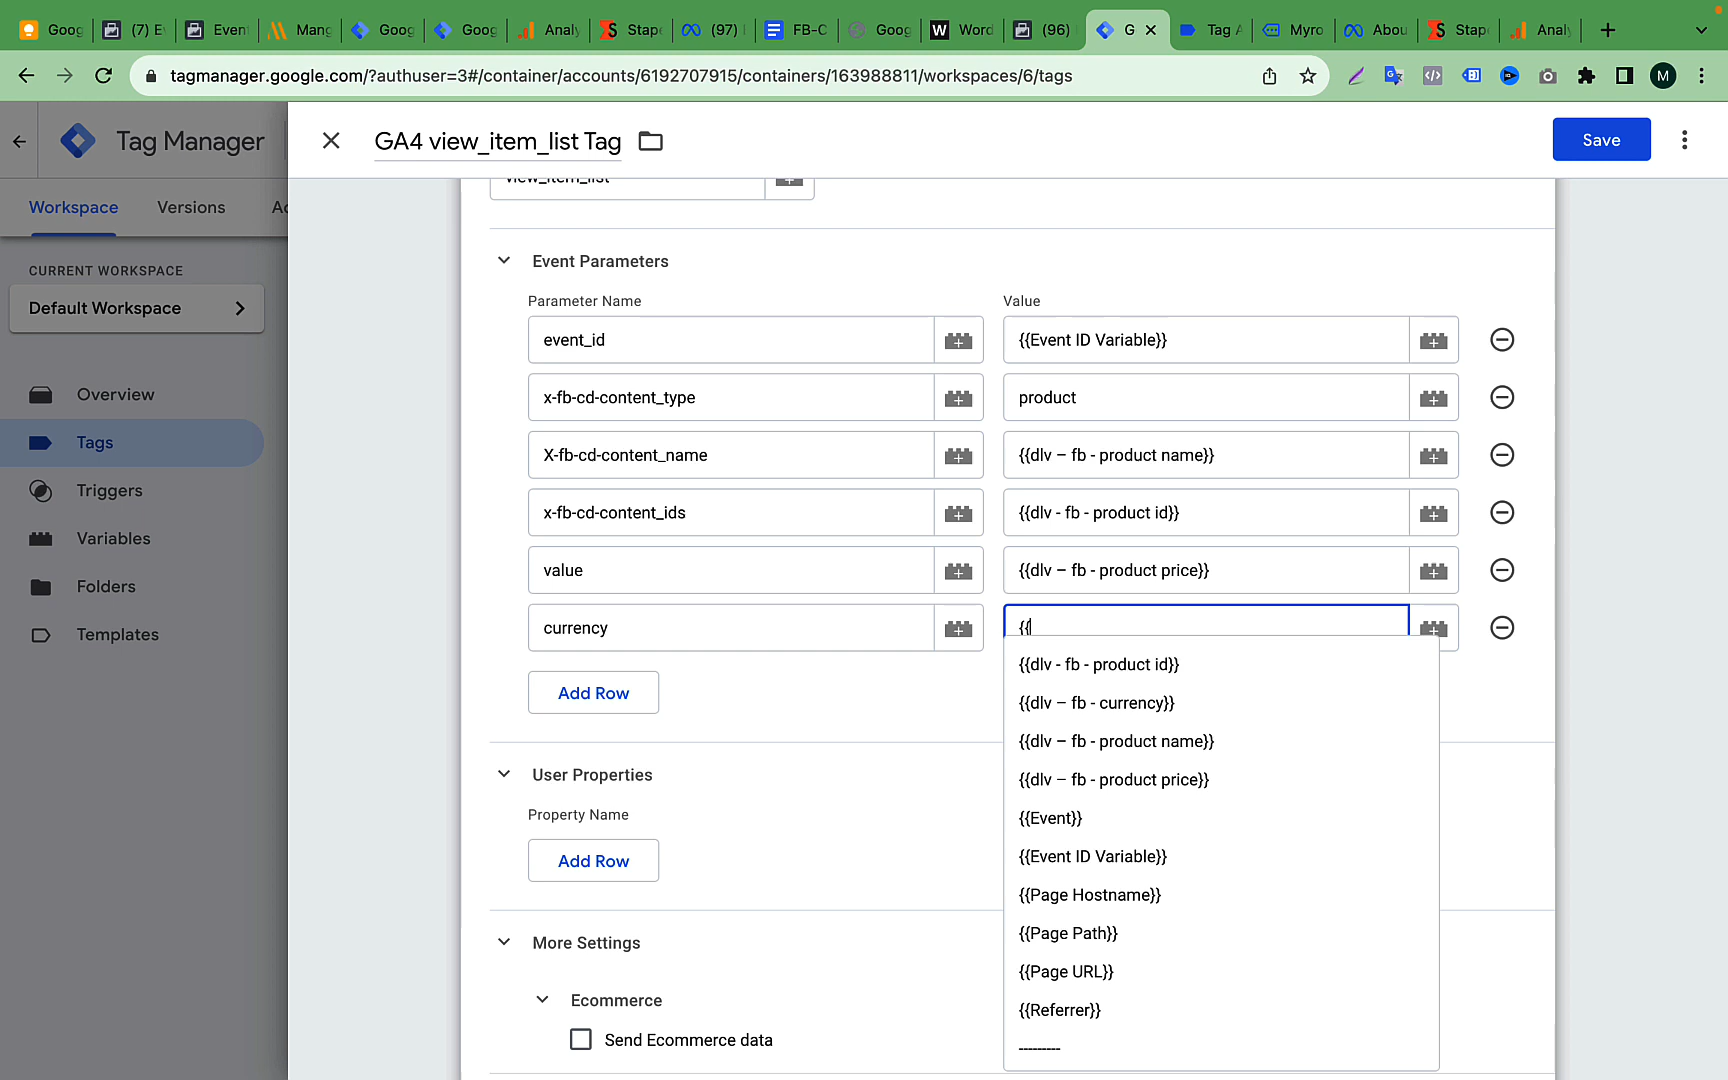 Goog
(7) E
Even
Mang
Goog
Goog
Analy
Stape
(97)
FB-C
Goog
W Word
(96)
G
Tag A
Myro
Abou
Stap
Analy
tagmanager.google.com/?authuser=3#/container/accounts/6192707915/containers/163988811/workspaces/6/tags
M
Tag Manager
GA4 view_item_list Tag
Save
Workspace
Versions
view_item_list
CURRENT WORKSPACE
Default Workspace
Overview
Tags
Triggers
Variables
Folders
Templates
Event Parameters
Parameter Name
Value
event_id
{{Event ID Variable}}
x-fb-cd-content_type
product
X-fb-cd-content_name
{{dlv – fb - product name}}
x-fb-cd-content_ids
{{dlv - fb - product id}}
value
{{dlv – fb - product price}}
currency
{{
{{dlv - fb - product id}}
{{dlv – fb - currency}}
{{dlv – fb - product name}}
{{dlv – fb - product price}}
{{Event}}
{{Event ID Variable}}
{{Page Hostname}}
{{Page Path}}
{{Page URL}}
{{Referrer}}
---------
Add Row
User Properties
Property Name
Add Row
More Settings
Ecommerce
Send Ecommerce data